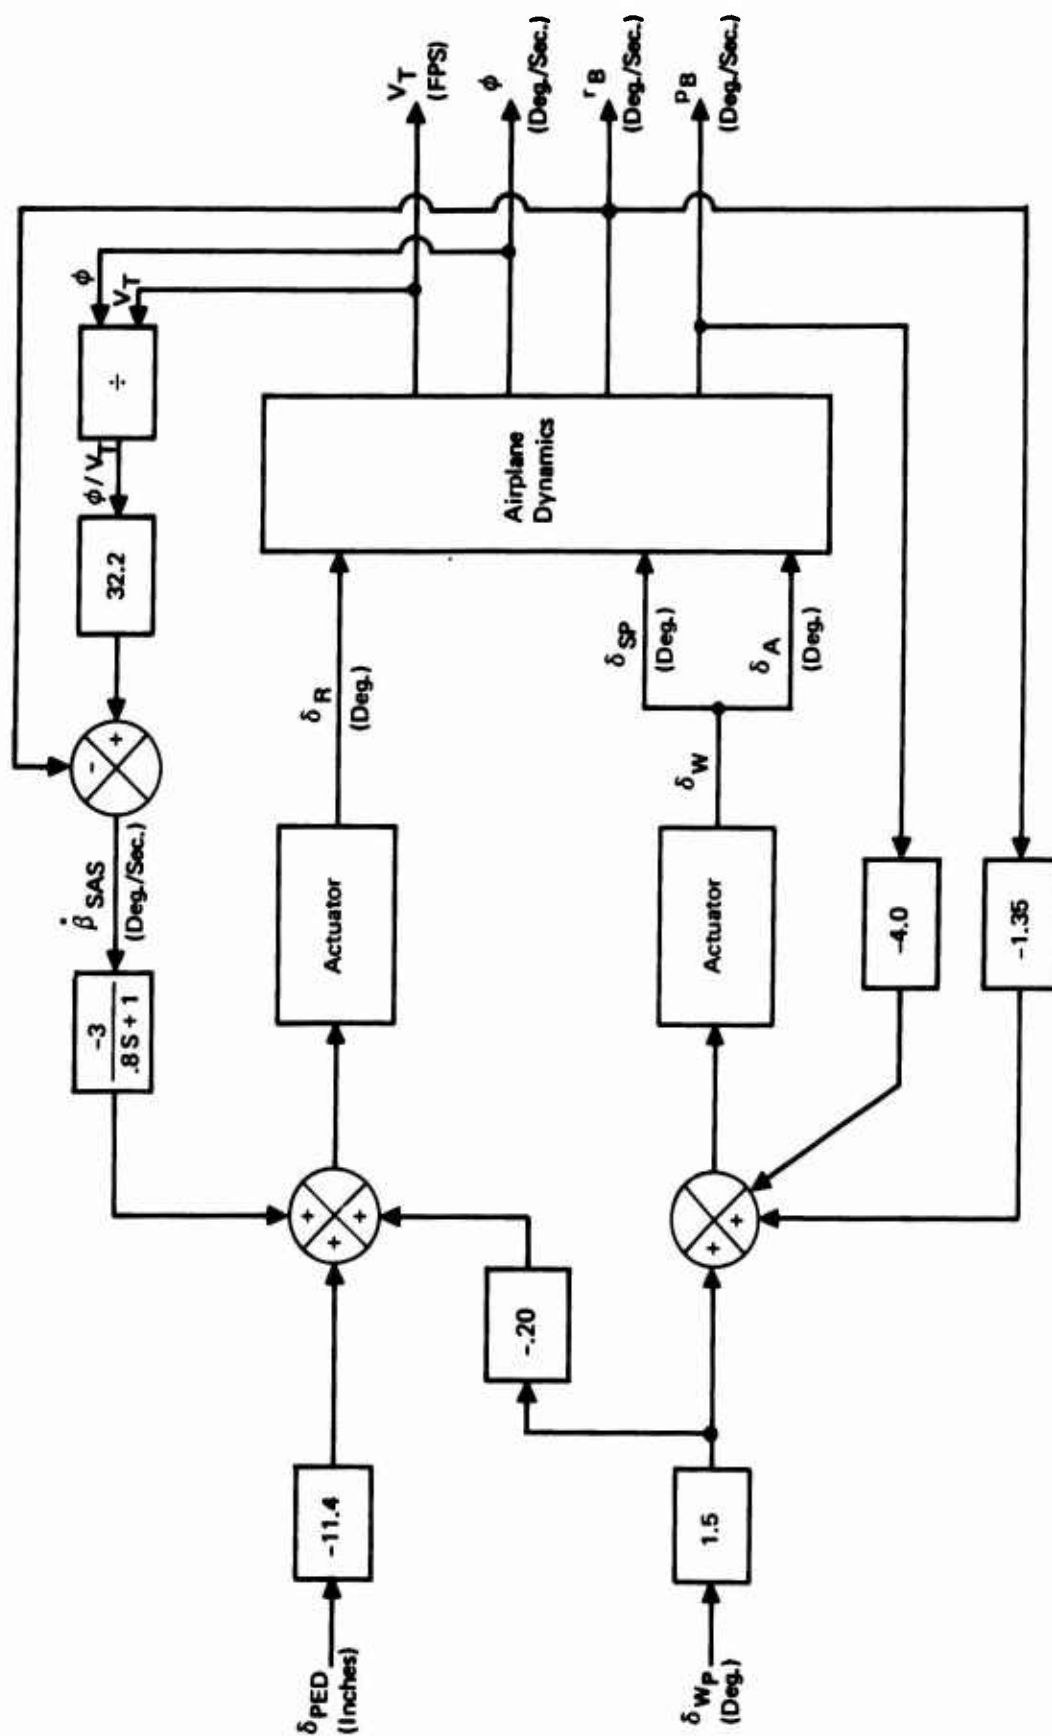 V_T
(FPS)
ϕ
(Deg./Sec.)
r_B
(Deg./Sec.)
p_B
(Deg./Sec.)
ϕ
V_T
÷
ϕ/V_T
32.2
+
-
β̇_SAS
(Deg./Sec.)
-3
.8S + 1
Airplane
Dynamics
δ_R
(Deg.)
δ_SP
(Deg.)
δ_A
(Deg.)
δ_W
Actuator
Actuator
-4.0
-1.35
+
+
+
+
+
-.20
-11.4
1.5
δ_PED
(Inches)
δ_WP
(Deg.)